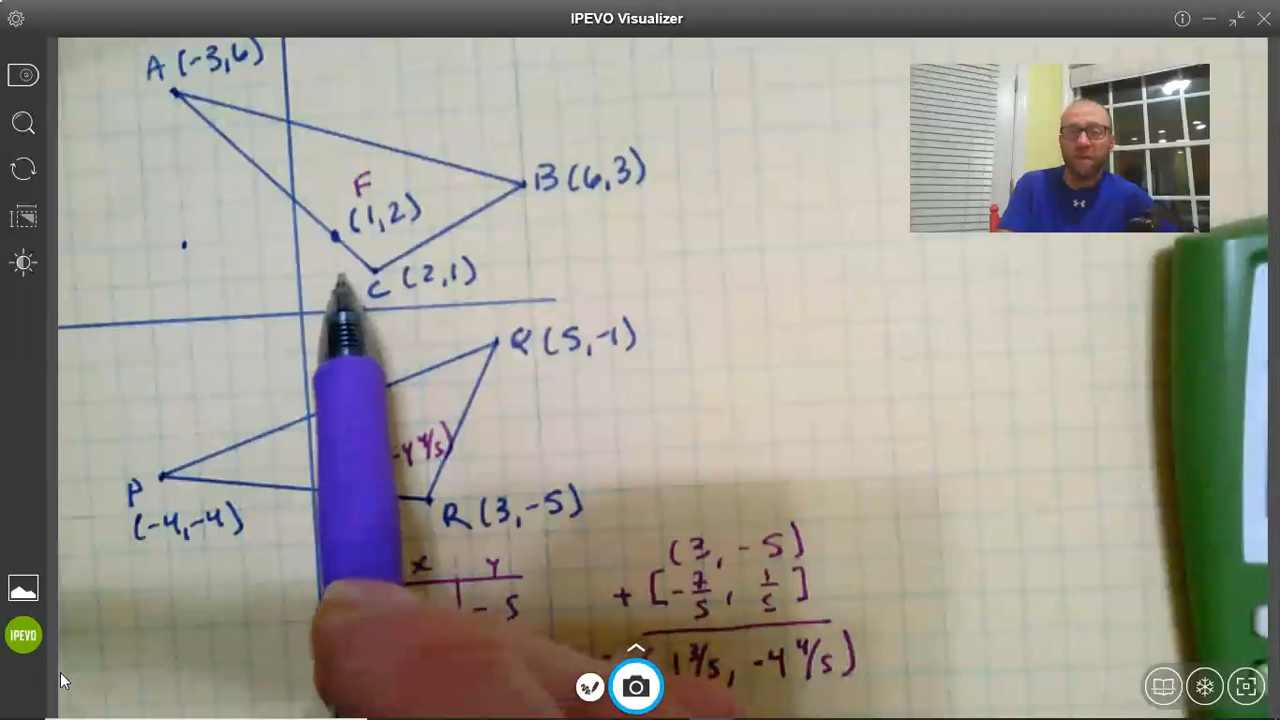 IPEVO Visualizer
A (-3,6)
B (6,3)
F
(1,2)
C (2,1)
Q (5,-1)
-4 4/5)
P
(-4,-4)
R (3,-5)
x y
-5
(3, -5)
+ [-7/5, 1/5]
(1 3/5, -4 4/5)
IPEVO